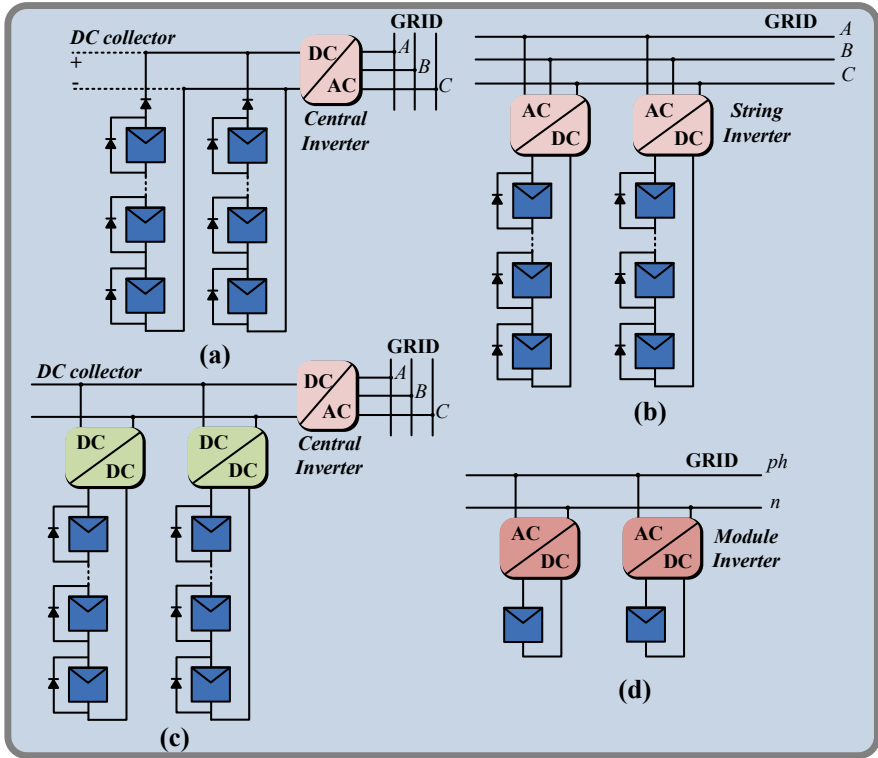 GRID
DC collector
+
-
DC
AC
A
B
C
Central
Inverter
(a)
GRID
A
B
C
AC
DC
AC
DC
String
Inverter
(b)
DC collector
GRID
DC
AC
A
B
C
Central
Inverter
DC
DC
DC
DC
(c)
GRID
ph
n
AC
DC
AC
DC
Module
Inverter
(d)